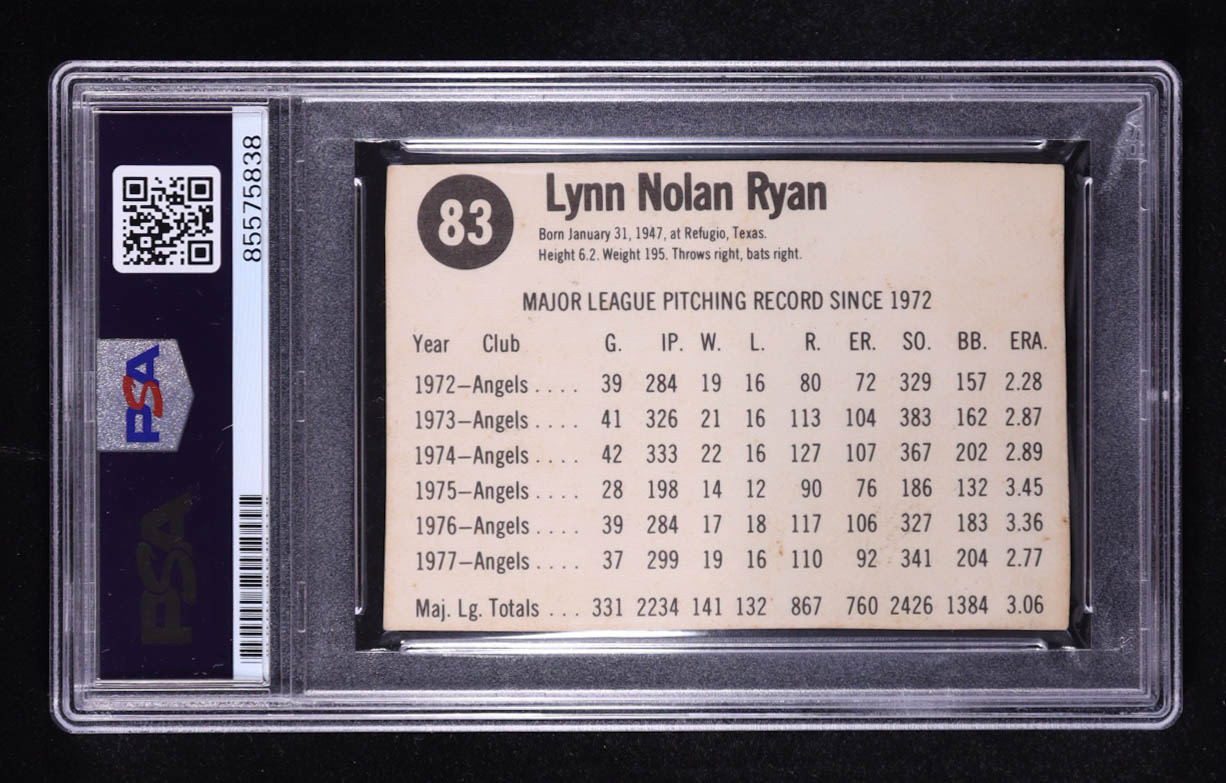 85575838
PSA
PSA
83
Lynn Nolan Ryan
Born January 31, 1947, at Refugio, Texas.
Height 6.2. Weight 195. Throws right, bats right.
MAJOR LEAGUE PITCHING RECORD SINCE 1972
Year Club G. IP. W. L. R. ER. SO. BB. ERA.
1972—Angels .... 39 284 19 16 80 72 329 157 2.28
1973—Angels .... 41 326 21 16 113 104 383 162 2.87
1974—Angels .... 42 333 22 16 127 107 367 202 2.89
1975—Angels .... 28 198 14 12 90 76 186 132 3.45
1976—Angels .... 39 284 17 18 117 106 327 183 3.36
1977—Angels .... 37 299 19 16 110 92 341 204 2.77
Maj. Lg. Totals ... 331 2234 141 132 867 760 2426 1384 3.06